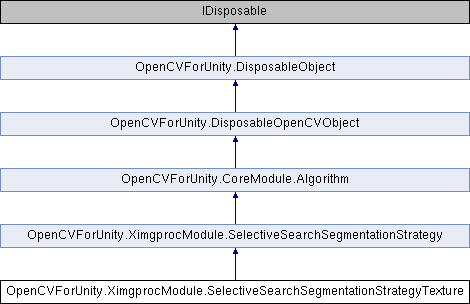 IDisposable
OpenCVForUnity.DisposableObject
OpenCVForUnity.DisposableOpenCVObject
OpenCVForUnity.CoreModule.Algorithm
OpenCVForUnity.XimgprocModule.SelectiveSearchSegmentationStrategy
OpenCVForUnity.XimgprocModule.SelectiveSearchSegmentationStrategyTexture